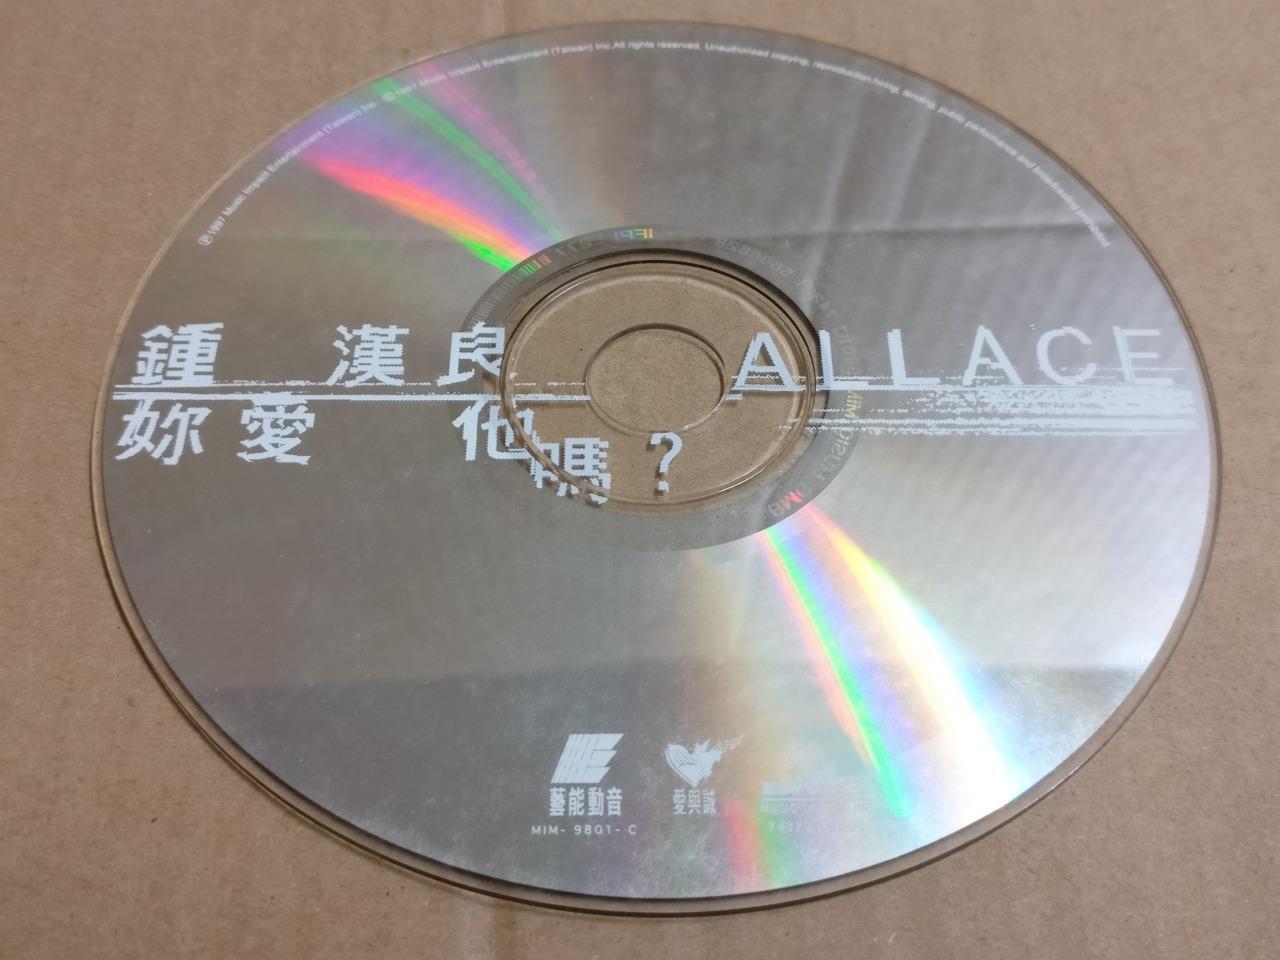 ℗1997 Music Impact Entertainment (Taiwan) Inc. ©1997 Music Impact Entertainment (Taiwan) Inc. All rights reserved. Unauthorized copying, reproduction, hiring, lending, public performance and broadcasting prohibited
IFPI
鍾漢良 ALLACE
妳愛他嗎?
藝能動音
愛與誠
MIM- 9801- C